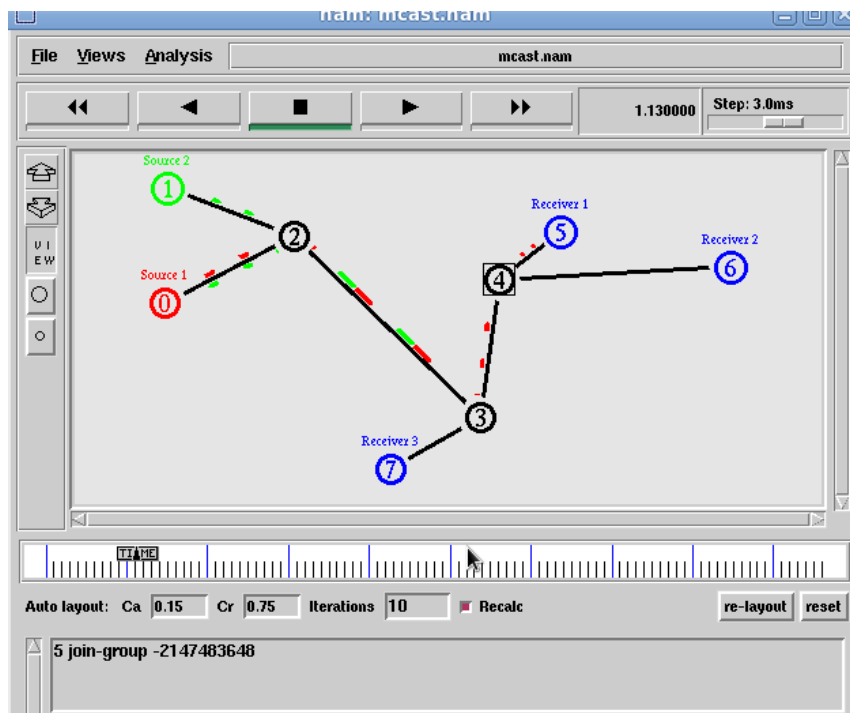 nam: mcast.nam
File Views Analysis mcast.nam
1.130000 Step: 3.0ms
Source 2
1
VIEW
2
Source 1
0
Receiver 1
5
Receiver 2
6
4
3
Receiver 3
7
TIME
Auto layout: Ca 0.15 Cr 0.75 Iterations 10 Recalc re-layout reset
5 join-group -2147483648